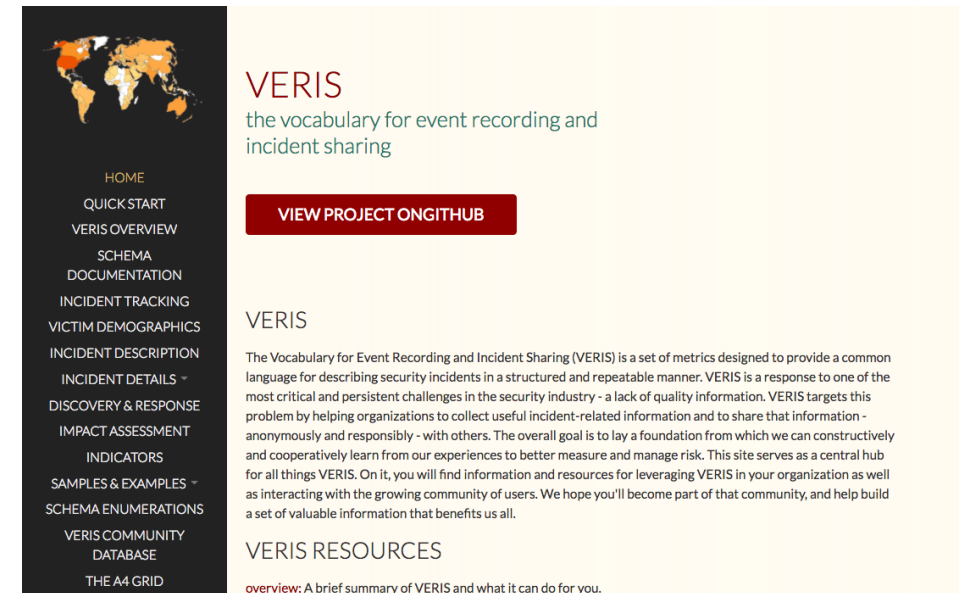 HOME
QUICK START
VERIS OVERVIEW
SCHEMA
DOCUMENTATION
INCIDENT TRACKING
VICTIM DEMOGRAPHICS
INCIDENT DESCRIPTION
INCIDENT DETAILS
DISCOVERY & RESPONSE
IMPACT ASSESSMENT
INDICATORS
SAMPLES & EXAMPLES
SCHEMA ENUMERATIONS
VERIS COMMUNITY
DATABASE
THE A4 GRID
VERIS
the vocabulary for event recording and
incident sharing
VIEW PROJECT ONGITHUB
VERIS
The Vocabulary for Event Recording and Incident Sharing (VERIS) is a set of metrics designed to provide a common
language for describing security incidents in a structured and repeatable manner. VERIS is a response to one of the
most critical and persistent challenges in the security industry - a lack of quality information. VERIS targets this
problem by helping organizations to collect useful incident-related information and to share that information -
anonymously and responsibly - with others. The overall goal is to lay a foundation from which we can constructively
and cooperatively learn from our experiences to better measure and manage risk. This site serves as a central hub
for all things VERIS. On it, you will find information and resources for leveraging VERIS in your organization as well
as interacting with the growing community of users. We hope you'll become part of that community, and help build
a set of valuable information that benefits us all.
VERIS RESOURCES
overview: A brief summary of VERIS and what it can do for you.